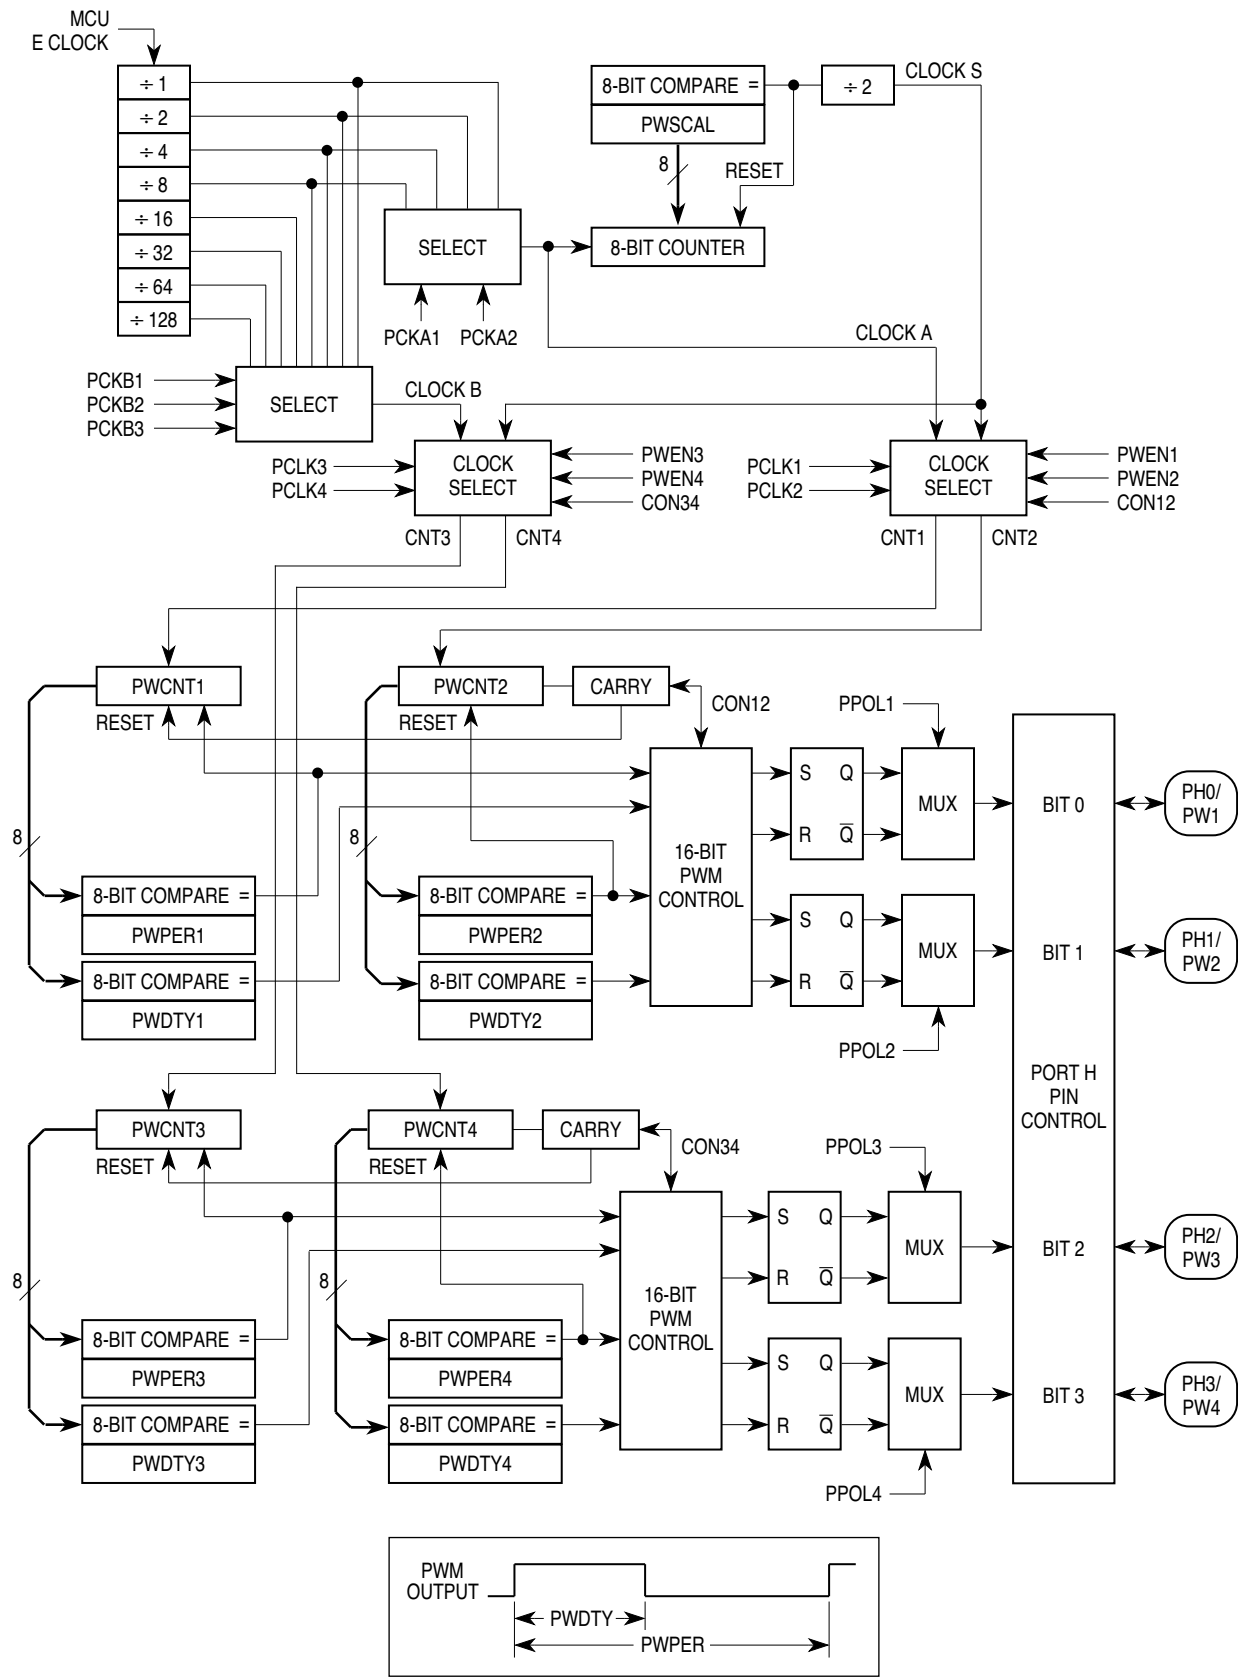 MCU
E CLOCK
÷ 1
÷ 2
÷ 4
÷ 8
÷ 16
÷ 32
÷ 64
÷ 128
8-BIT COMPARE =
PWSCAL
÷ 2
CLOCK S
8
RESET
SELECT
8-BIT COUNTER
PCKA1
PCKA2
CLOCK A
PCKB1
PCKB2
PCKB3
SELECT
CLOCK B
PCLK3
PCLK4
CLOCK
SELECT
PWEN3
PWEN4
CON34
PCLK1
PCLK2
CLOCK
SELECT
PWEN1
PWEN2
CON12
CNT3
CNT4
CNT1
CNT2
PWCNT1
RESET
PWCNT2
RESET
CARRY
CON12
PPOL1
8
8
8-BIT COMPARE =
PWPER1
8-BIT COMPARE =
PWDTY1
8-BIT COMPARE =
PWPER2
8-BIT COMPARE =
PWDTY2
16-BIT
PWM
CONTROL
S Q
R Q̅
MUX
BIT 0
PH0/
PW1
S Q
R Q̅
MUX
BIT 1
PH1/
PW2
PPOL2
PORT H
PIN
CONTROL
PWCNT3
RESET
PWCNT4
RESET
CARRY
CON34
PPOL3
8
8
8-BIT COMPARE =
PWPER3
8-BIT COMPARE =
PWDTY3
8-BIT COMPARE =
PWPER4
8-BIT COMPARE =
PWDTY4
16-BIT
PWM
CONTROL
S Q
R Q̅
MUX
BIT 2
PH2/
PW3
S Q
R Q̅
MUX
BIT 3
PH3/
PW4
PPOL4
PWM
OUTPUT
PWDTY
PWPER